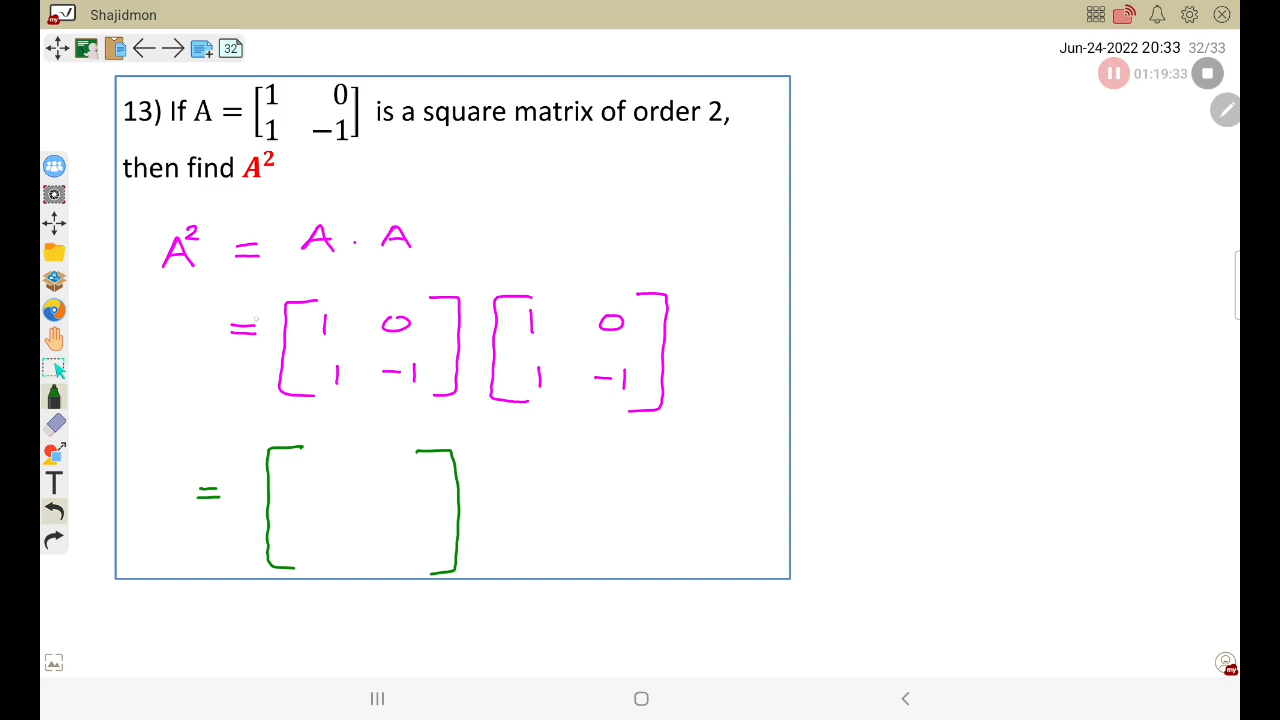 Shajidmon
32
Jun-24-2022 20:33 32/33
01:19:33
13) If A = [1 0
1 −1] is a square matrix of order 2,
then find A²
A² = A . A
= [1 0
1 -1] [1 0
1 -1]
= [ ]